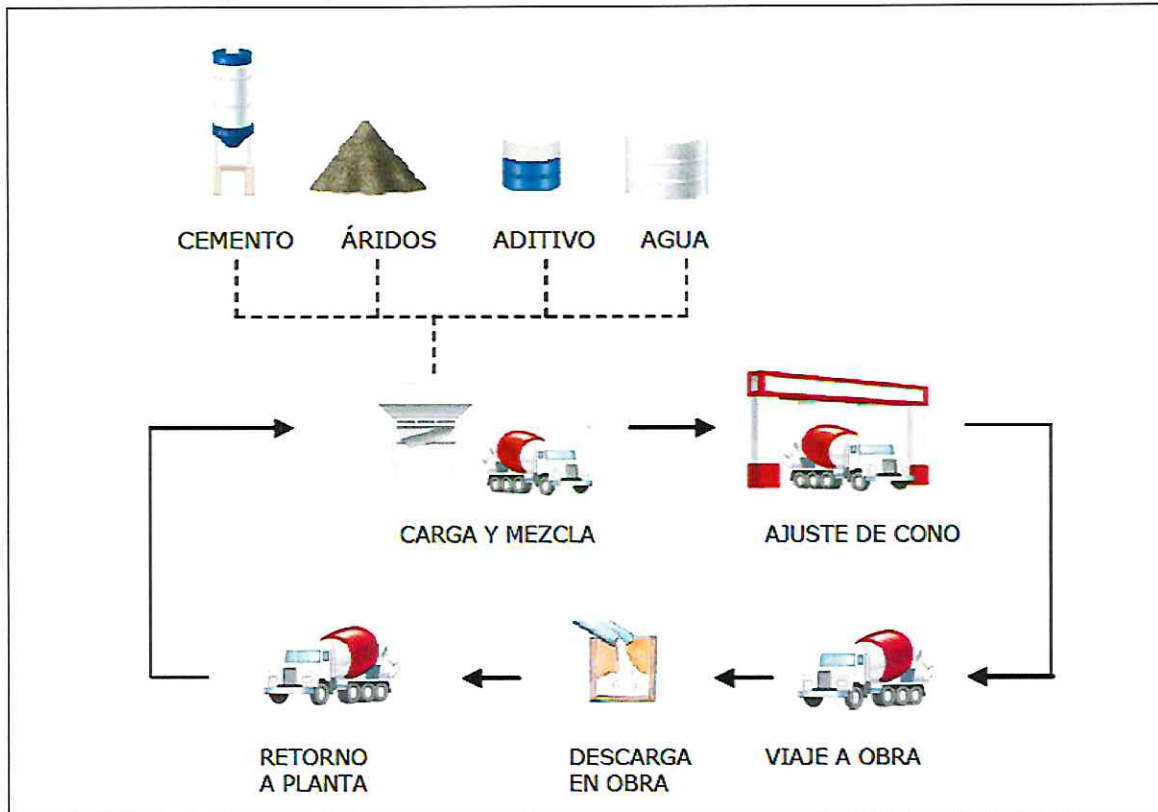 CEMENTO
ÁRIDOS
ADITIVO
AGUA
CARGA Y MEZCLA
AJUSTE DE CONO
RETORNO
A PLANTA
DESCARGA
EN OBRA
VIAJE A OBRA